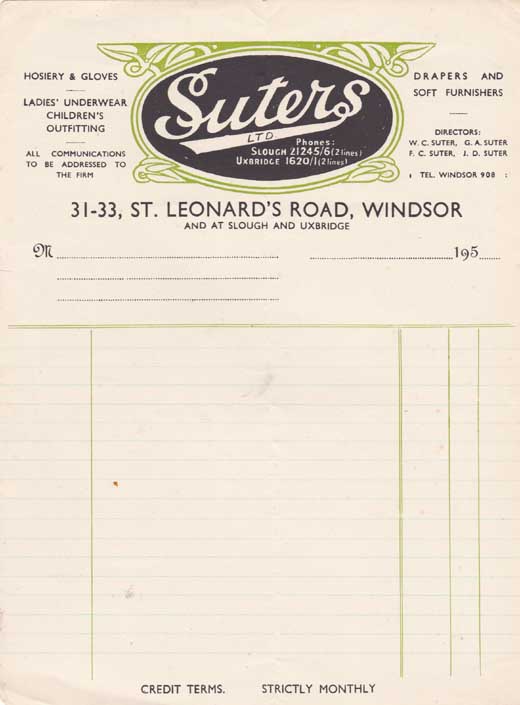 HOSIERY & GLOVES
LADIES' UNDERWEAR
CHILDREN'S
OUTFITTING
ALL COMMUNICATIONS
TO BE ADDRESSED TO
THE FIRM
Suters
LTD.
Phones:
SLOUGH 21245/6 (2 lines)
UXBRIDGE 1620/1 (2 lines)
DRAPERS AND
SOFT FURNISHERS
DIRECTORS:
W. C. SUTER, G. A. SUTER
F. C. SUTER, J. D. SUTER
TEL. WINDSOR 908
31-33, ST. LEONARD'S ROAD, WINDSOR
AND AT SLOUGH AND UXBRIDGE
M 195
CREDIT TERMS. STRICTLY MONTHLY